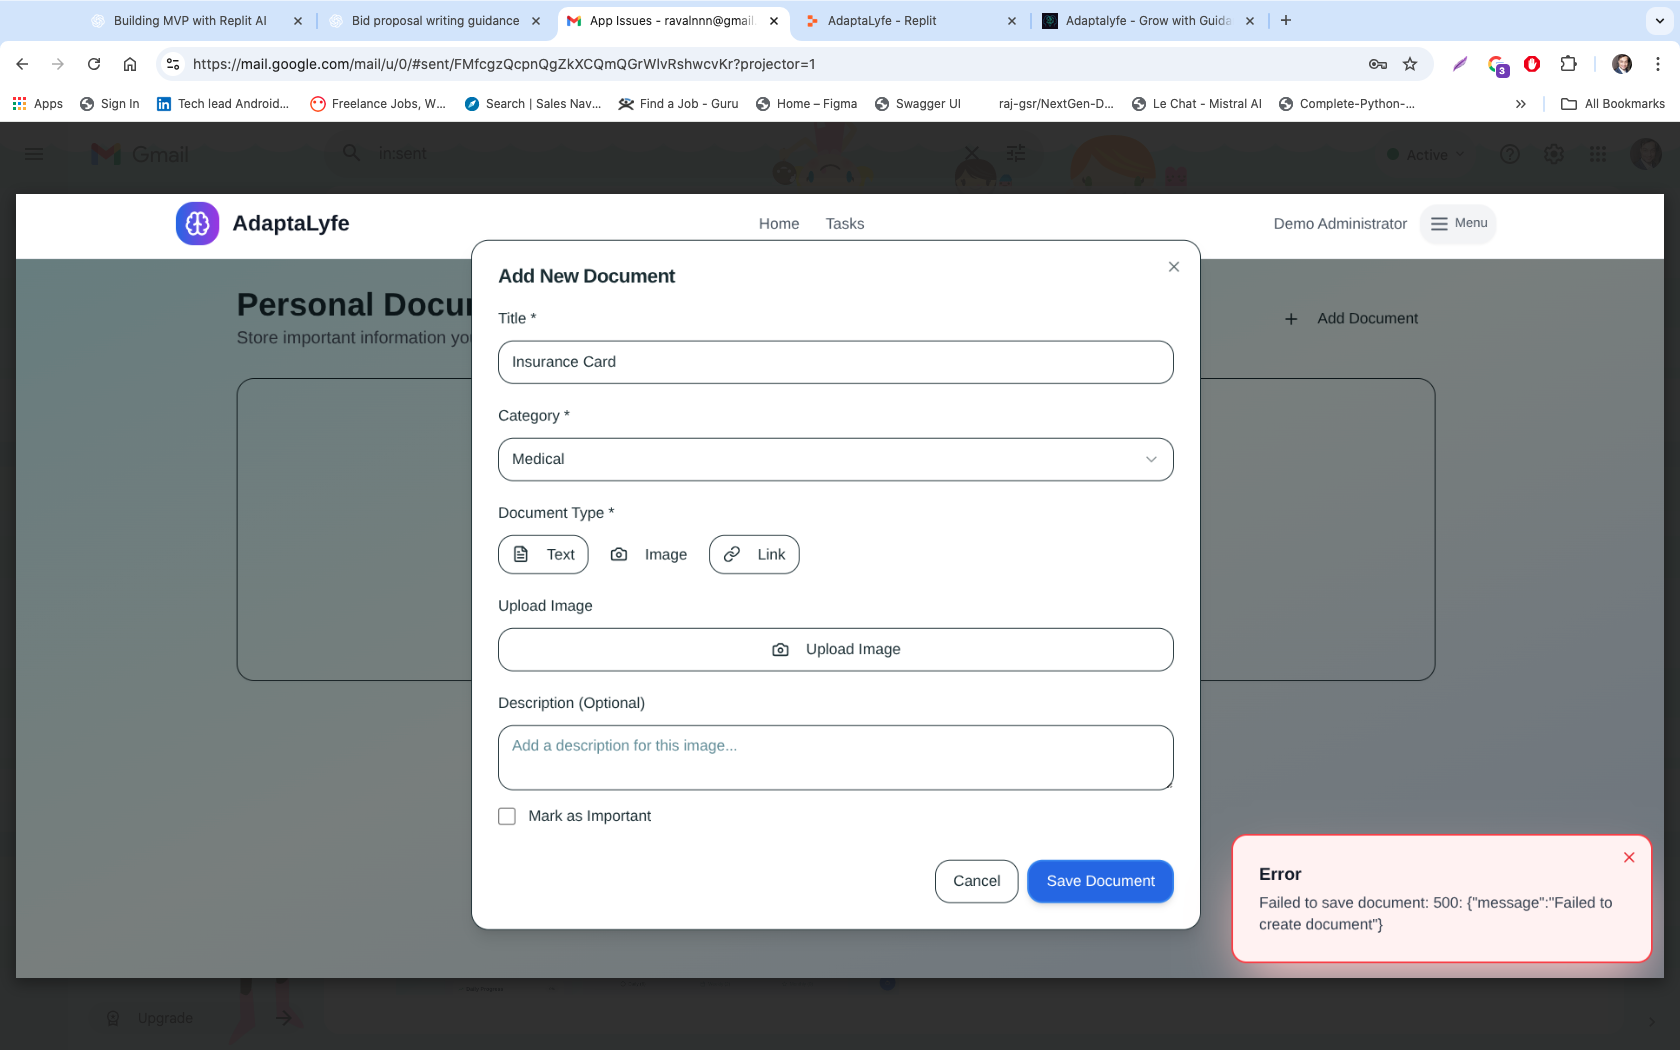 Building MVP with Replit AI
Bid proposal writing guidance
App Issues - ravalnnn@gmail.
AdaptaLyfe - Replit
Adaptalyfe - Grow with Guida
https://mail.google.com/mail/u/0/#sent/FMfcgzQcpnQgZkXCQmQGrWlvRshwcvKr?projector=1
3
Apps
Sign In
Tech lead Android...
Freelance Jobs, W...
Search | Sales Nav...
Find a Job - Guru
Home – Figma
Swagger UI
raj-gsr/NextGen-D...
Le Chat - Mistral AI
Complete-Python-...
All Bookmarks
Gmail
in:sent
Active
AdaptaLyfe
Home
Tasks
Demo Administrator
Menu
Personal Docu
Store important information yo
Add Document
Add New Document
Title *
Insurance Card
Category *
Medical
Document Type *
Text
Image
Link
Upload Image
Upload Image
Description (Optional)
Add a description for this image...
Mark as Important
Cancel
Save Document
Error
Failed to save document: 500: {"message":"Failed to
create document"}
Upgrade